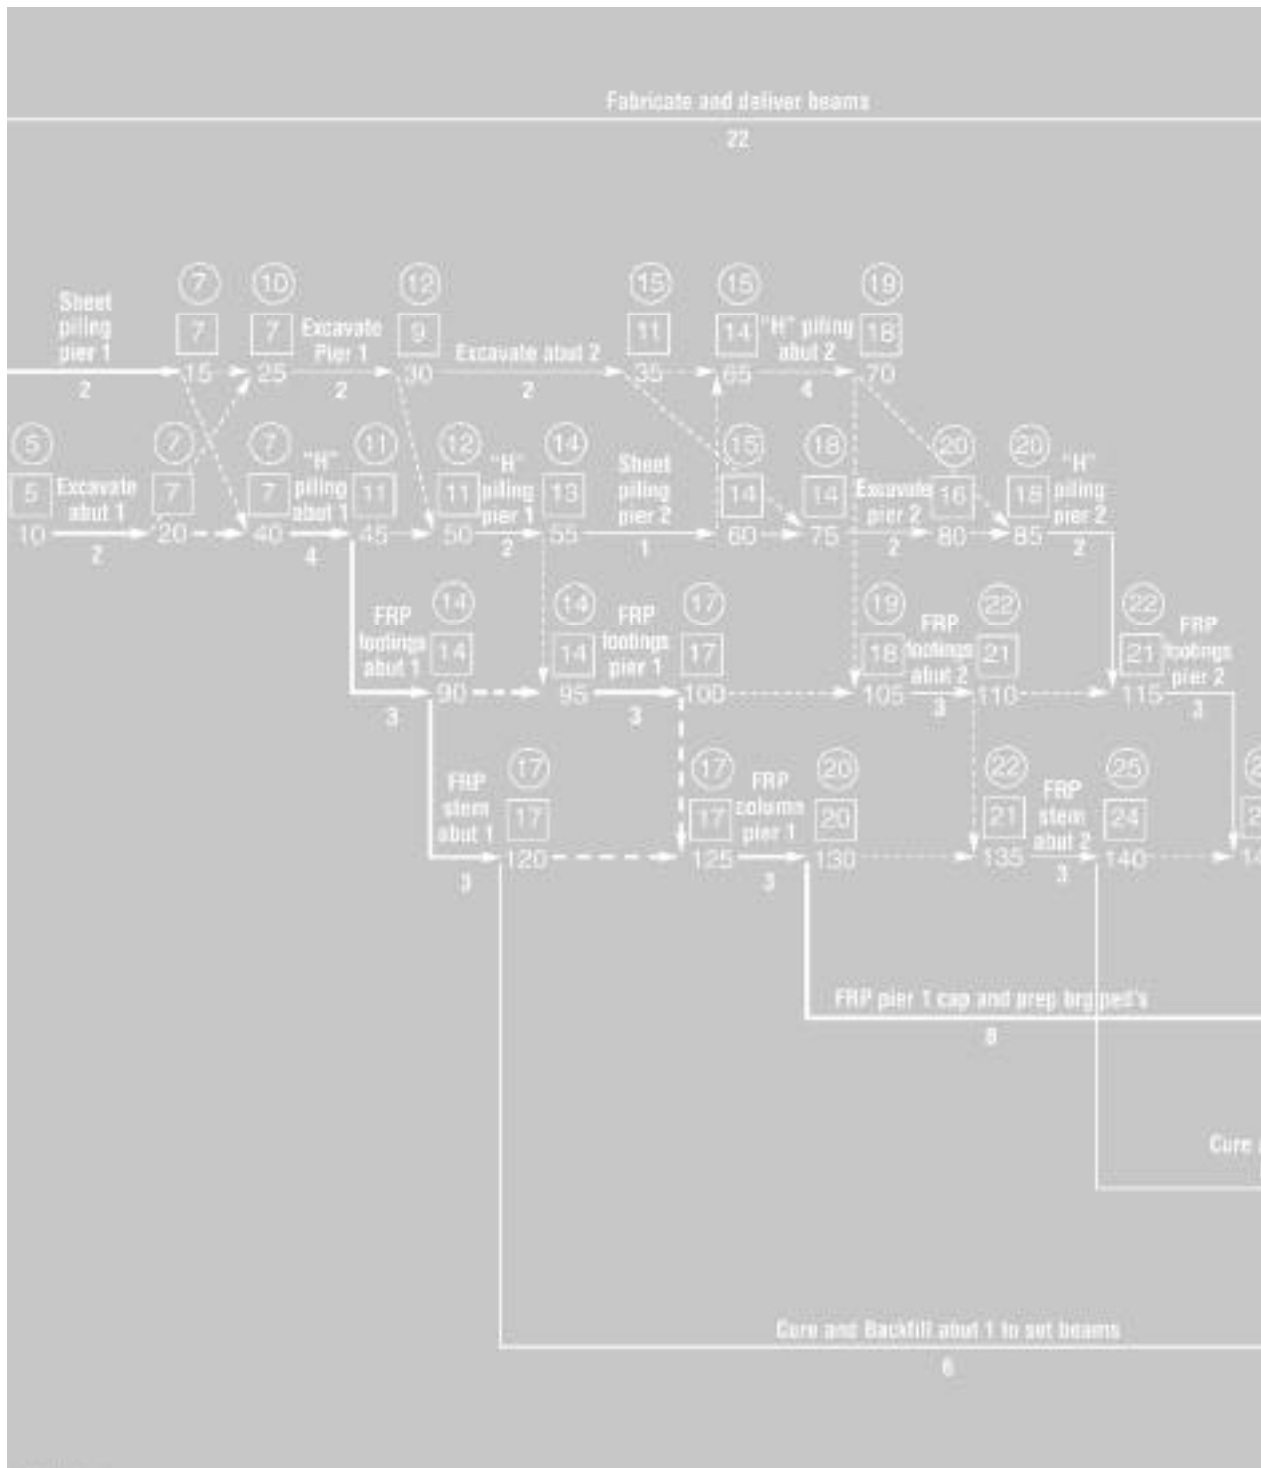 Fabricate and deliver beams
22
7 10 12 15 15 19
Sheet
piling
pier 1
7 7 Excavate
Pier 1 9 11 14 "H" piling
abut 2 18
Excavate abut 2
15 25 30 35 65 70
2 2 2 4
5 7 7 "H"
piling
abut 1 11 12 "H"
piling
pier 1 14 Sheet
piling
pier 2 15 18 20 20 "H"
piling
pier 2
5 Excavate
abut 1 7 7 11 11 13 14 14 Excavate
pier 2 16 18
10 20 40 45 50 55 60 75 80 85
2 4 2 1 2 2
FRP
footings
abut 1 14 14 FRP
footings
pier 1 17 19 FRP
footings
abut 2 22 22 FRP
footings
pier 2
14 14 17 18 21 21
90 95 100 105 110 115
3 3 3 3
FRP
stem
abut 1 17 17 FRP
column
pier 1 20 22 FRP
stem
abut 2 25
17 17 20 21 24
120 125 130 135 140
3 3 3
FRP pier 1 cap and prep brg ped's
8
Cure
Cure and Backfill abut 1 to set beams
6